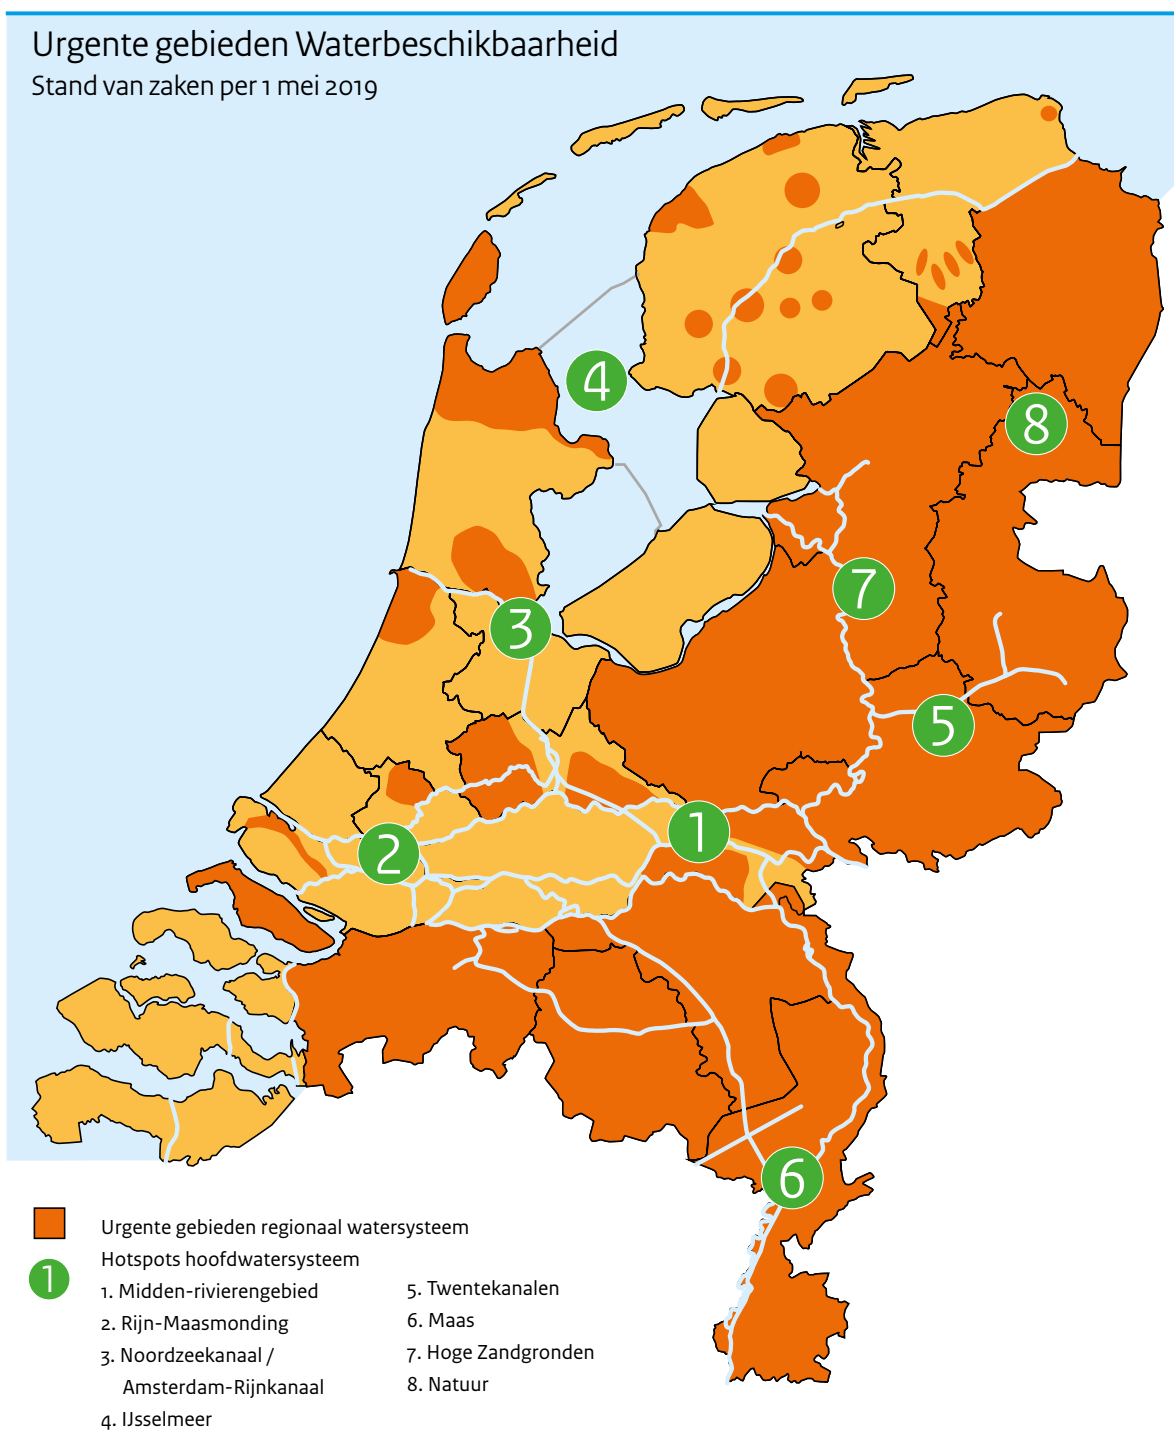 Urgente gebieden Waterbeschikbaarheid
Stand van zaken per 1 mei 2019
4
8
7
3
5
1
2
6
Urgente gebieden regionaal watersysteem
Hotspots hoofdwatersysteem
1
1. Midden-rivierengebied
2. Rijn-Maasmonding
3. Noordzeekanaal /
Amsterdam-Rijnkanaal
4. IJsselmeer
5. Twentekanalen
6. Maas
7. Hoge Zandgronden
8. Natuur